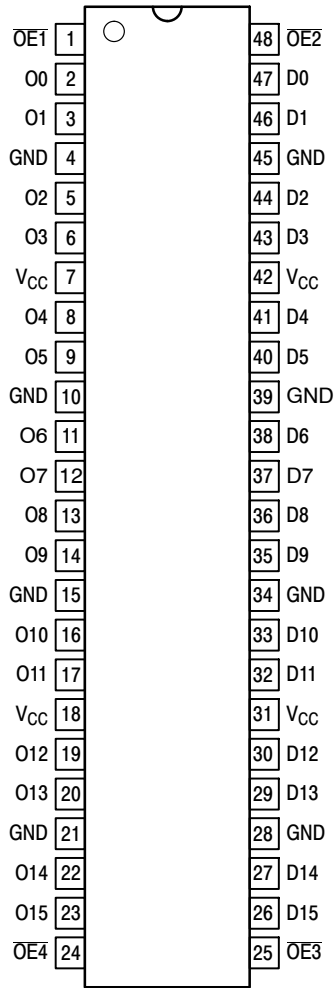 O̅E̅1̅ 1 48 O̅E̅2̅
O0 2 47 D0
O1 3 46 D1
GND 4 45 GND
O2 5 44 D2
O3 6 43 D3
VCC 7 42 VCC
O4 8 41 D4
O5 9 40 D5
GND 10 39 GND
O6 11 38 D6
O7 12 37 D7
O8 13 36 D8
O9 14 35 D9
GND 15 34 GND
O10 16 33 D10
O11 17 32 D11
VCC 18 31 VCC
O12 19 30 D12
O13 20 29 D13
GND 21 28 GND
O14 22 27 D14
O15 23 26 D15
O̅E̅4̅ 24 25 O̅E̅3̅